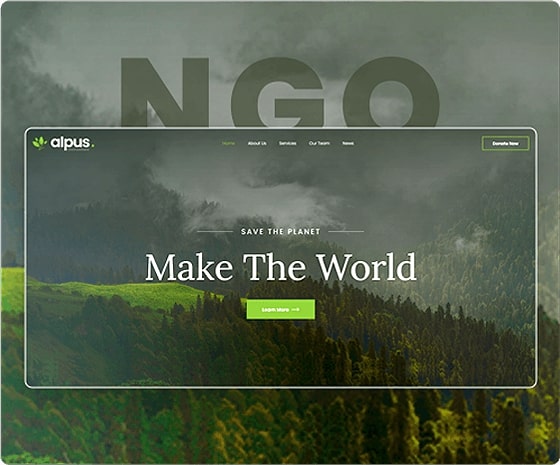 NGO
alpus.
Home About Us Services Our Team News
Donate Now
SAVE THE PLANET
Make The World
Learn More